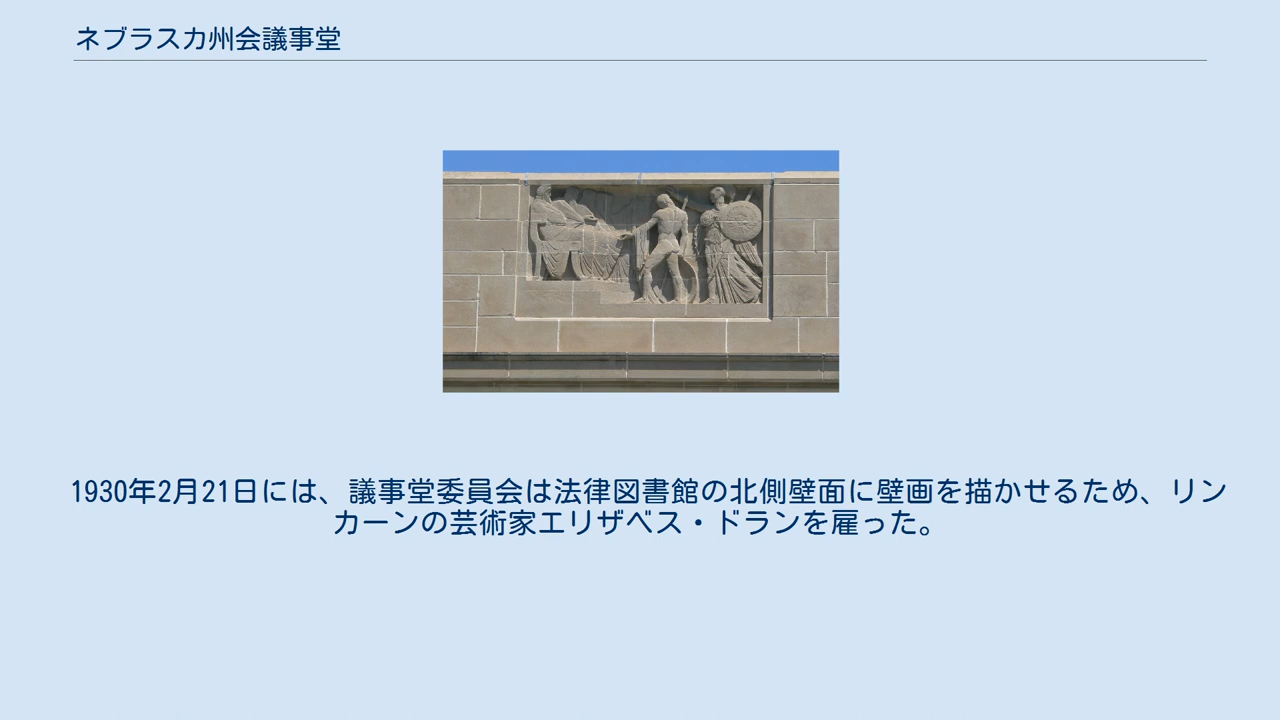 ネブラスカ州会議事堂
1930年2月21日には、議事堂委員会は法律図書館の北側壁面に壁画を描かせるため、リン
カーンの芸術家エリザベス・ドランを雇った。